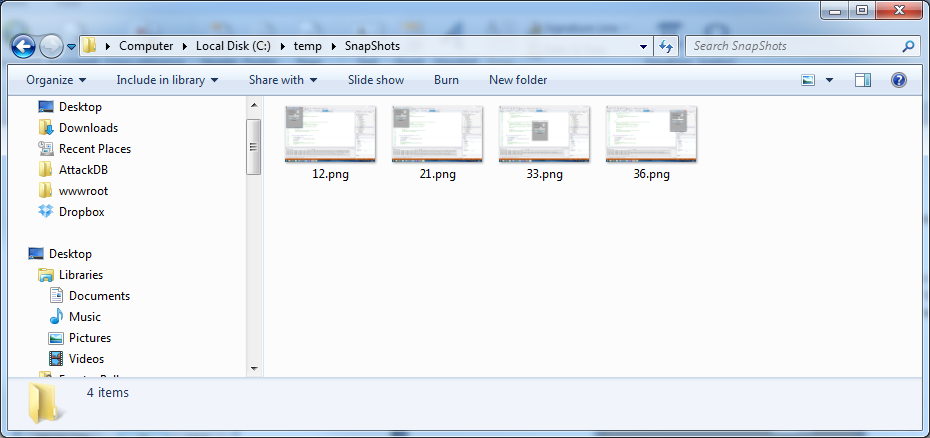 Computer Local Disk (C:) temp SnapShots
Search SnapShots
Organize Include in library Share with Slide show Burn New folder
Desktop
Downloads
Recent Places
AttackDB
wwwroot
Dropbox
Desktop
Libraries
Documents
Music
Pictures
Videos
12.png 21.png 33.png 36.png
4 items